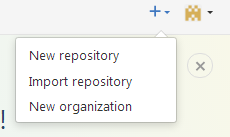 New repository
Import repository
New organization
!